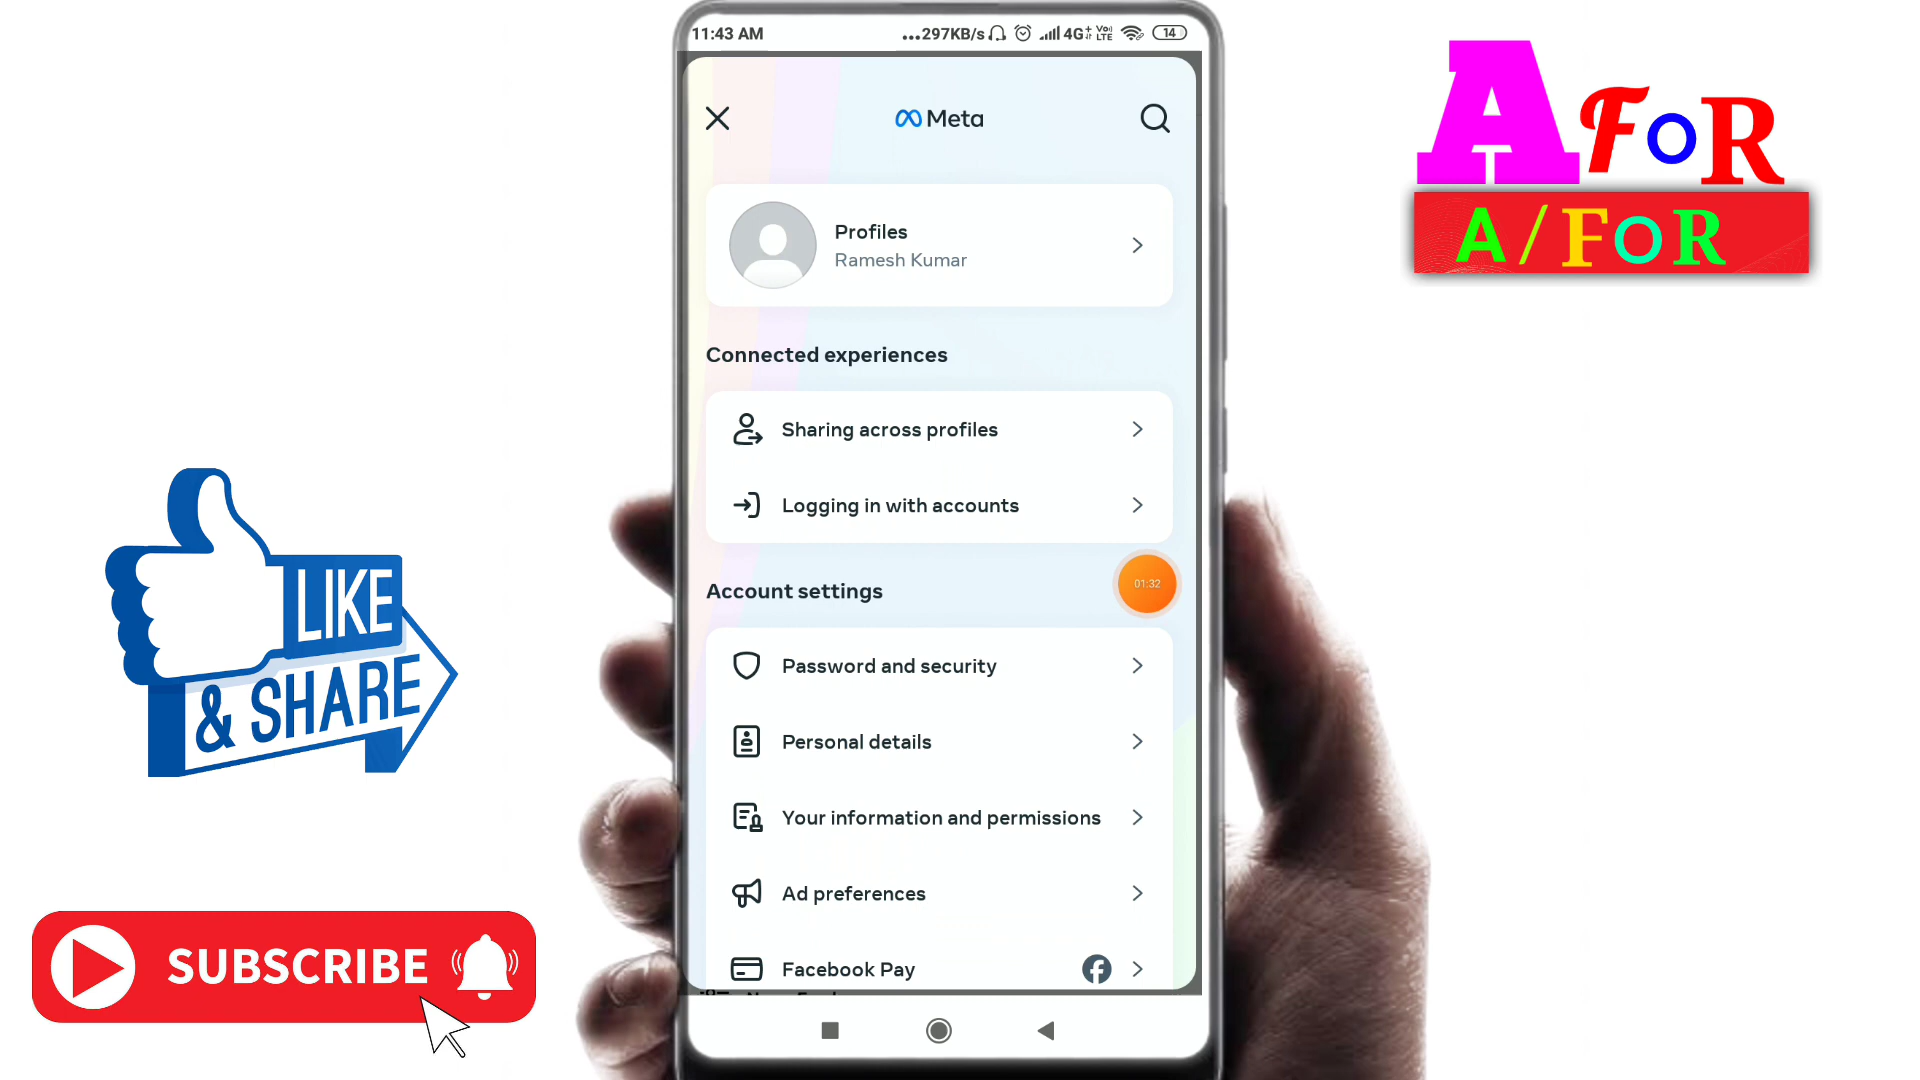 11:43 AM
...297KB/s 4G+ Vo) LTE 14
Meta
Profiles
Ramesh Kumar
Connected experiences
Sharing across profiles
Logging in with accounts
01:32
Account settings
Password and security
Personal details
Your information and permissions
Ad preferences
Facebook Pay
A FoR
A/FoR
LIKE
& SHARE
SUBSCRIBE